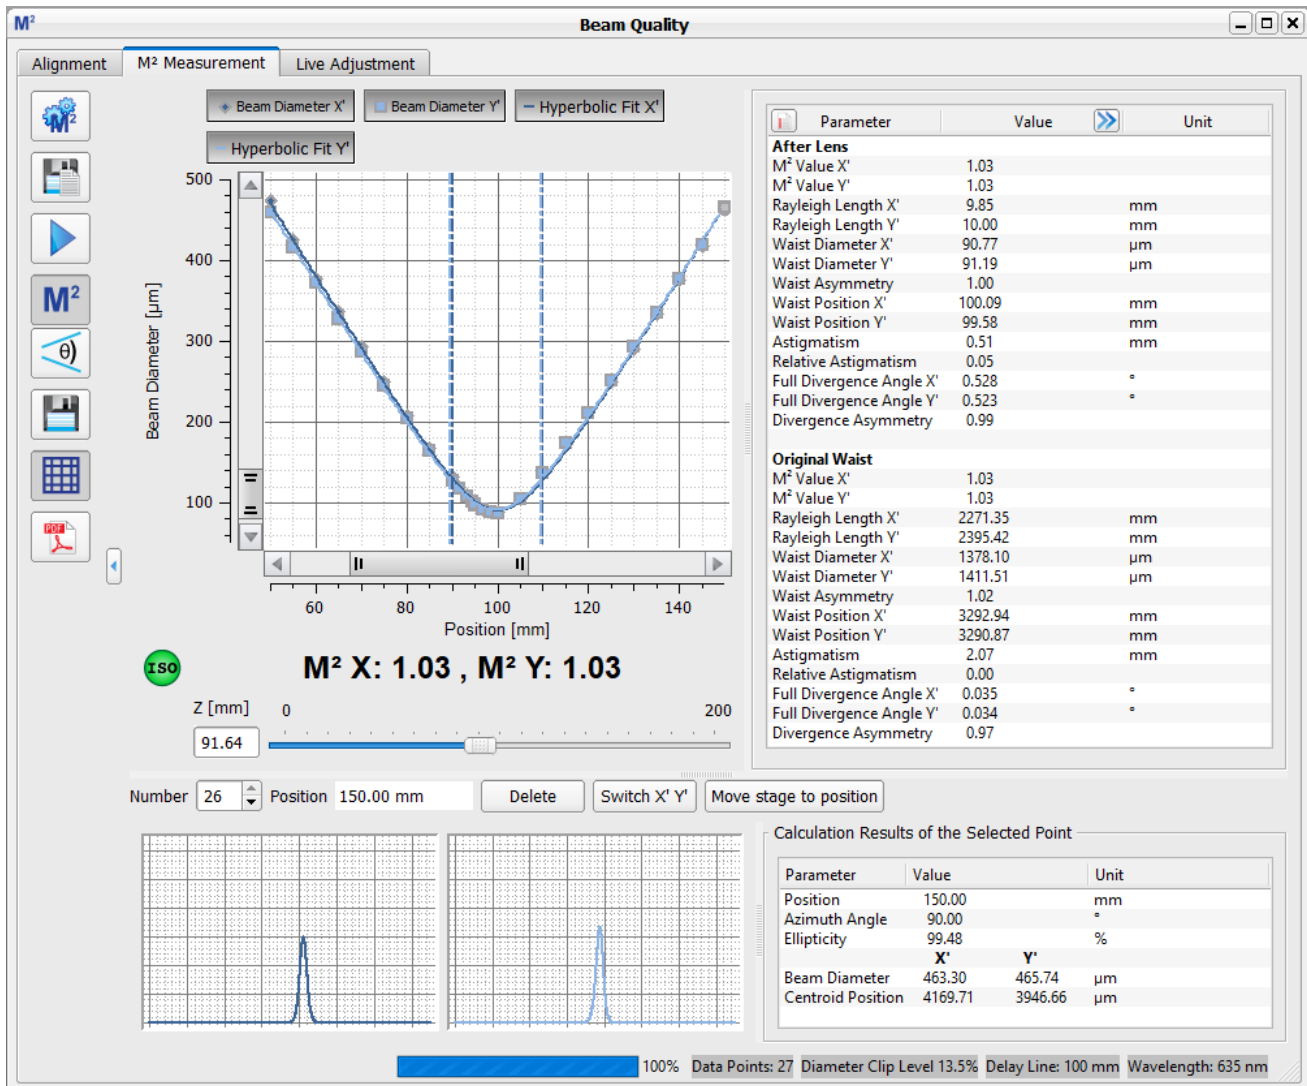 M² Beam Quality
Alignment M² Measurement Live Adjustment
Beam Diameter X' Beam Diameter Y' Hyperbolic Fit X'
Hyperbolic Fit Y'
M²
M²
θ)
PDF
Beam Diameter [µm]
500
400
300
200
100
60 80 100 120 140
Position [mm]
ISO M² X: 1.03 , M² Y: 1.03
Z [mm] 0 200
91.64
Parameter Value Unit
After Lens
M² Value X' 1.03
M² Value Y' 1.03
Rayleigh Length X' 9.85 mm
Rayleigh Length Y' 10.00 mm
Waist Diameter X' 90.77 µm
Waist Diameter Y' 91.19 µm
Waist Asymmetry 1.00
Waist Position X' 100.09 mm
Waist Position Y' 99.58 mm
Astigmatism 0.51 mm
Relative Astigmatism 0.05
Full Divergence Angle X' 0.528 °
Full Divergence Angle Y' 0.523 °
Divergence Asymmetry 0.99
Original Waist
M² Value X' 1.03
M² Value Y' 1.03
Rayleigh Length X' 2271.35 mm
Rayleigh Length Y' 2395.42 mm
Waist Diameter X' 1378.10 µm
Waist Diameter Y' 1411.51 µm
Waist Asymmetry 1.02
Waist Position X' 3292.94 mm
Waist Position Y' 3290.87 mm
Astigmatism 2.07 mm
Relative Astigmatism 0.00
Full Divergence Angle X' 0.035 °
Full Divergence Angle Y' 0.034 °
Divergence Asymmetry 0.97
Number 26 Position 150.00 mm Delete Switch X' Y' Move stage to position
Calculation Results of the Selected Point
Parameter Value Unit
Position 150.00 mm
Azimuth Angle 90.00 °
Ellipticity 99.48 %
X' Y'
Beam Diameter 463.30 465.74 µm
Centroid Position 4169.71 3946.66 µm
100% Data Points: 27 Diameter Clip Level 13.5% Delay Line: 100 mm Wavelength: 635 nm